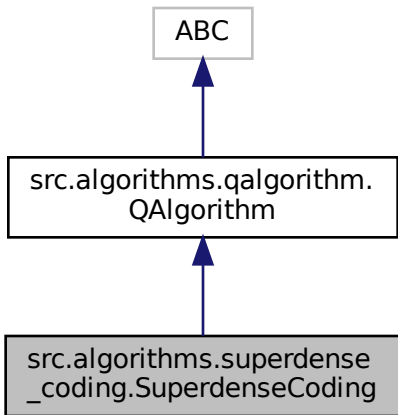 ABC
src.algorithms.qalgorithm.
QAlgorithm
src.algorithms.superdense
_coding.SuperdenseCoding